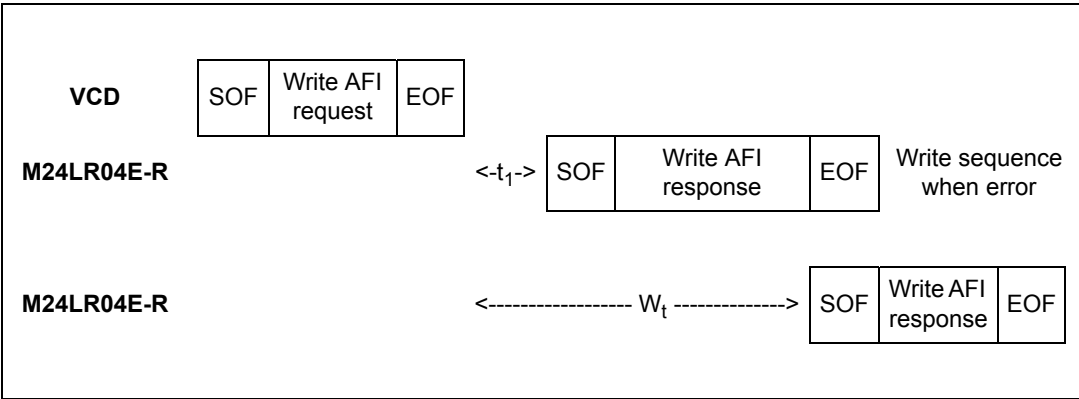 VCD SOF Write AFI request EOF
M24LR04E-R <-t1-> SOF Write AFI response EOF Write sequence when error
M24LR04E-R <------------------ Wt --------------> SOF Write AFI response EOF